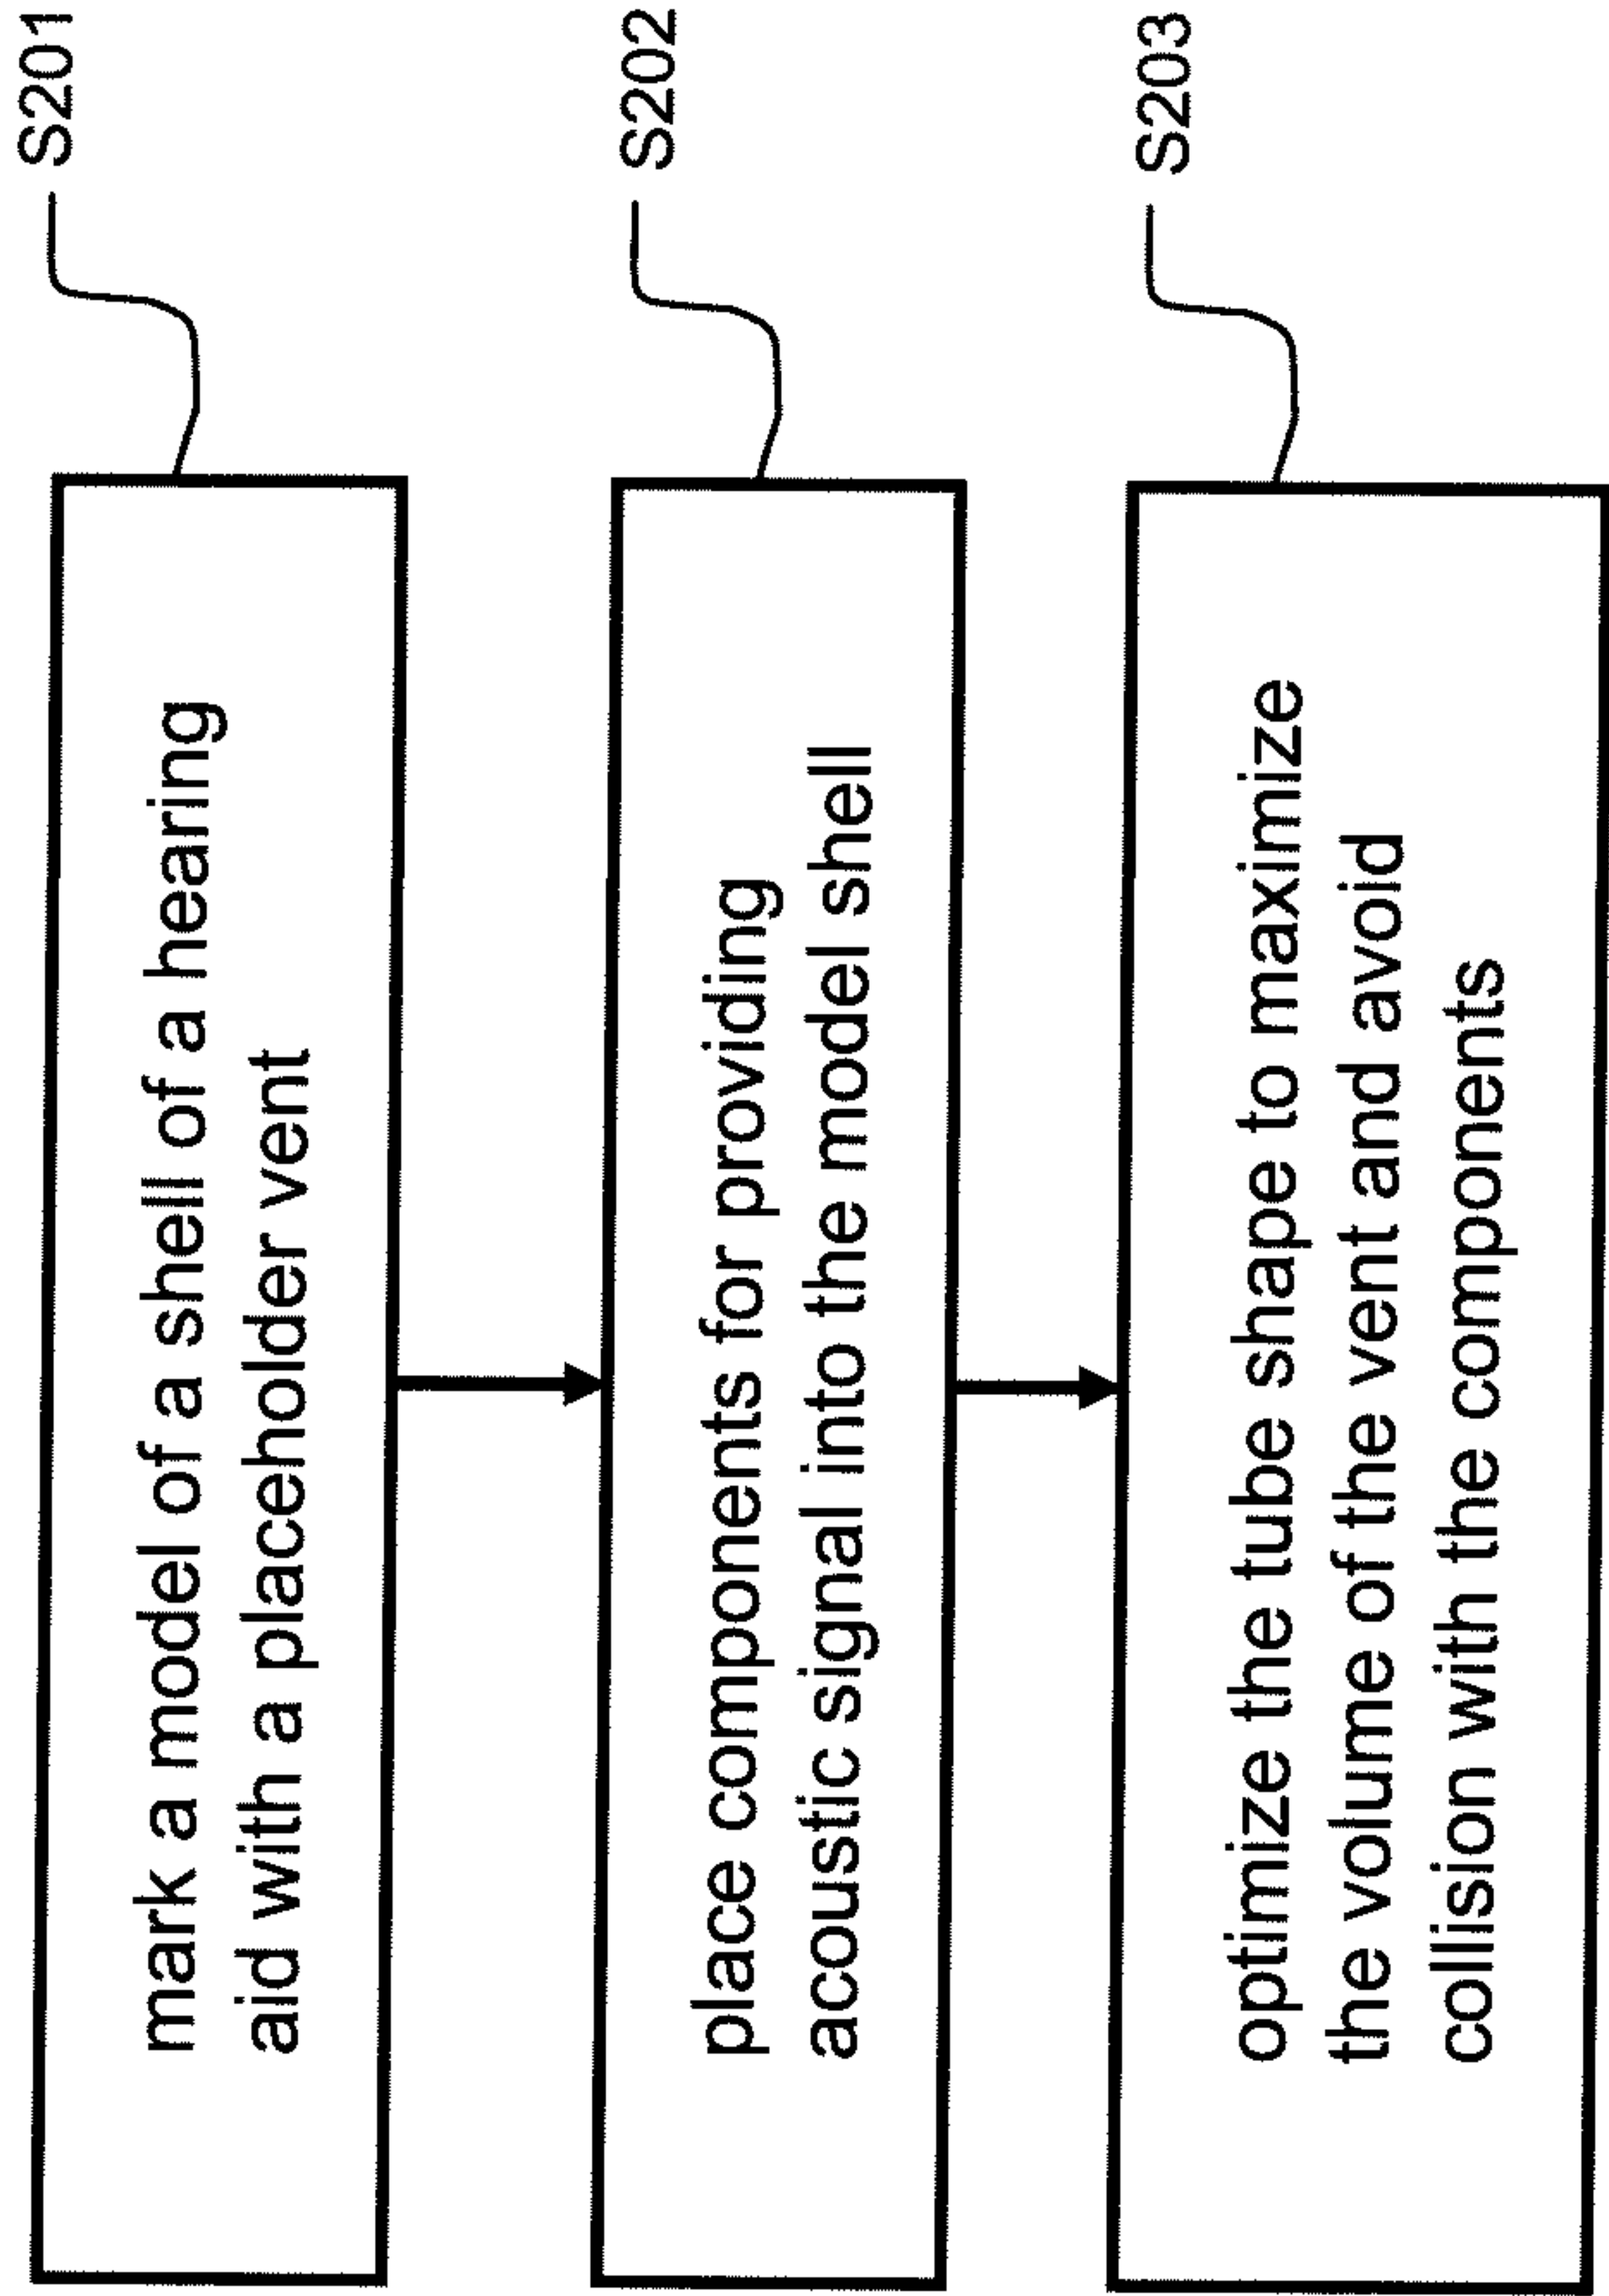 mark a model of a shell of a hearing
aid with a placeholder vent
S201
place components for providing
acoustic signal into the model shell
S202
optimize the tube shape to maximize
the volume of the vent and avoid
collision with the components
S203